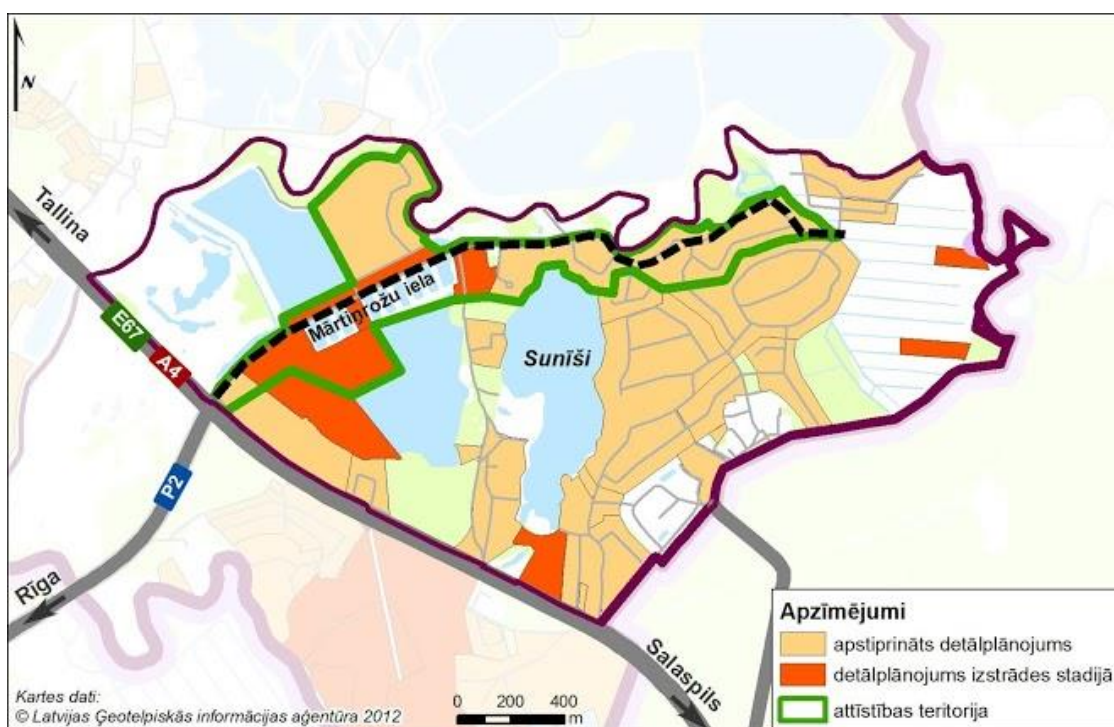 N
Tallina
E67
A4
Mārtiņrožu iela
Sunīši
P2
Rīga
Salaspils
Apzīmējumi
apstiprināts detālplānojums
detālplānojums izstrādes stadijā
attīstības teritorija
0 200 400
m
Kartes dati:
© Latvijas Ģeotelpiskās informācijas aģentūra 2012